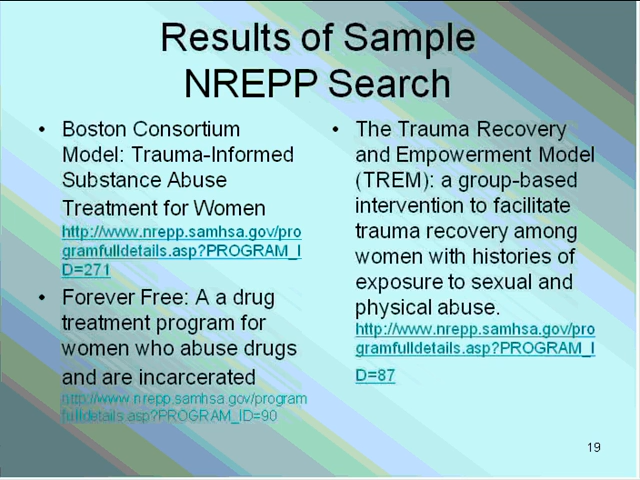 Results of Sample
NREPP Search
• Boston Consortium
Model: Trauma-Informed
Substance Abuse
Treatment for Women
http://www.nrepp.samhsa.gov/pro
gramfulldetails.asp?PROGRAM_I
D=271
• Forever Free: A a drug
treatment program for
women who abuse drugs
and are incarcerated
http://www.nrepp.samhsa.gov/program
fulldetails.asp?PROGRAM_ID=90
• The Trauma Recovery
and Empowerment Model
(TREM): a group-based
intervention to facilitate
trauma recovery among
women with histories of
exposure to sexual and
physical abuse.
http://www.nrepp.samhsa.gov/pro
gramfulldetails.asp?PROGRAM_I
D=87
19